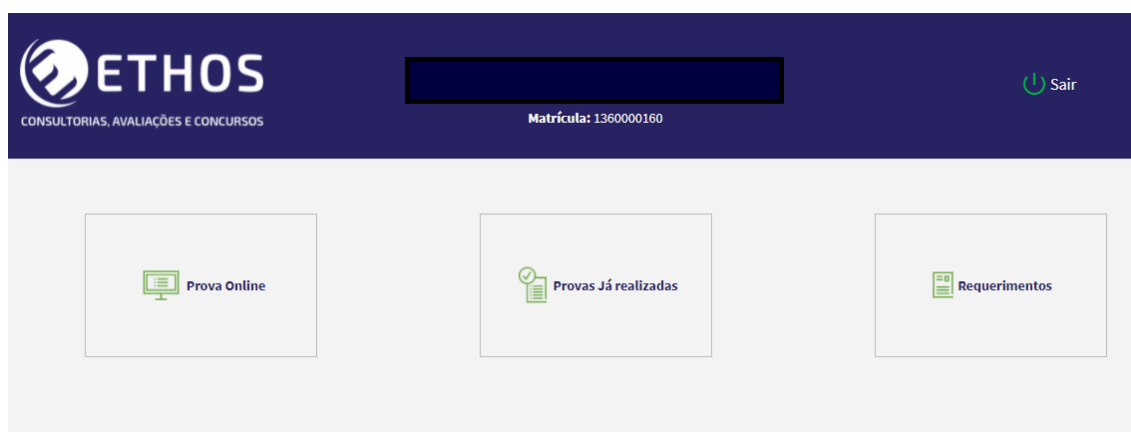 ETHOS
CONSULTORIAS, AVALIAÇÕES E CONCURSOS
Matrícula: 1360000160
Sair
Prova Online
Provas Já realizadas
Requerimentos